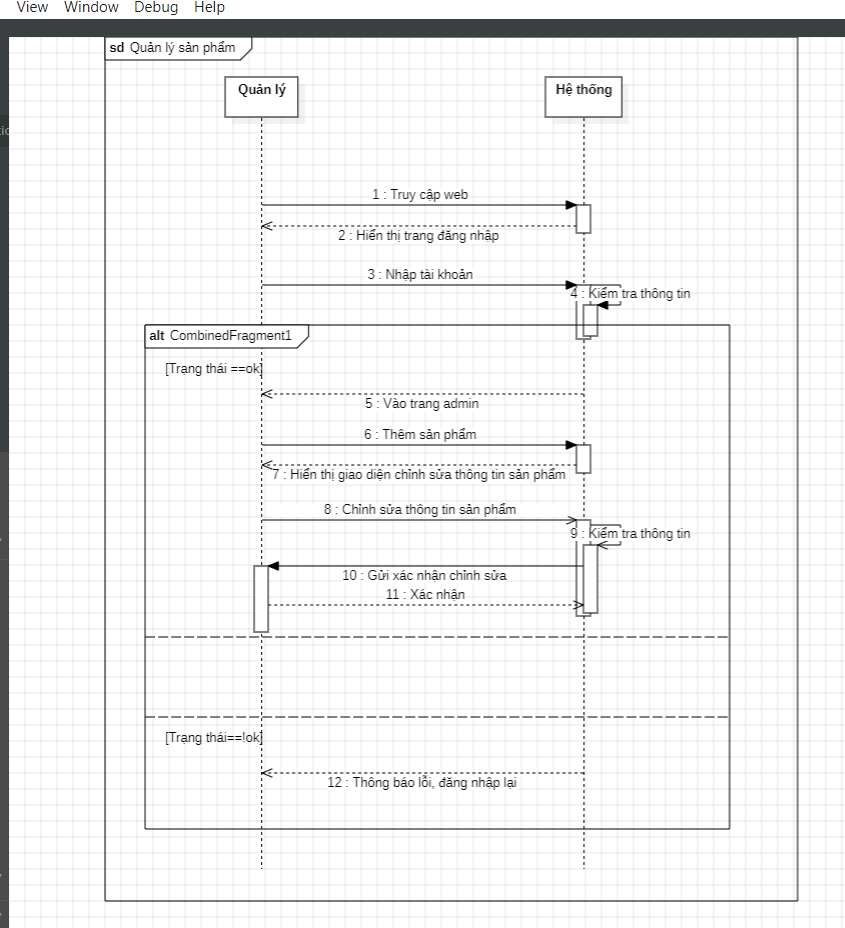 View Window Debug Help
sd Quản lý sản phẩm
Quản lý
Hệ thống
1 : Truy cập web
2 : Hiển thị trang đăng nhập
3 : Nhập tài khoản
4 : Kiểm tra thông tin
alt CombinedFragment1
[Trạng thái ==ok]
5 : Vào trang admin
6 : Thêm sản phẩm
7 : Hiển thị giao diện chỉnh sửa thông tin sản phẩm
8 : Chỉnh sửa thông tin sản phẩm
9 : Kiểm tra thông tin
10 : Gửi xác nhận chỉnh sửa
11 : Xác nhận
[Trạng thái==!ok]
12 : Thông báo lỗi, đăng nhập lại